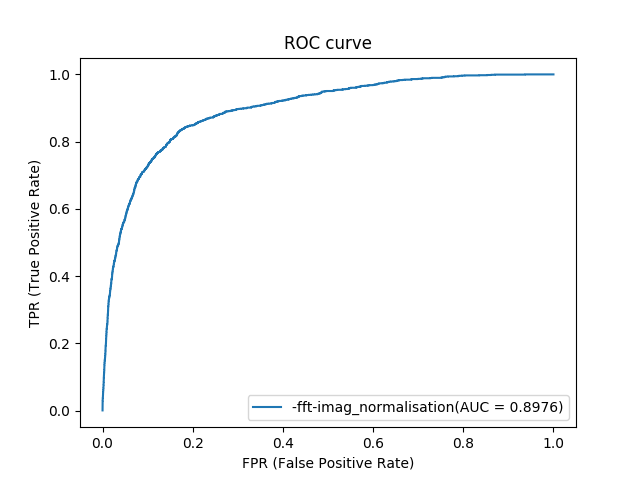 ROC curve
TPR (True Positive Rate)
1.0
0.8
0.6
0.4
0.2
0.0
-fft-imag_normalisation(AUC = 0.8976)
0.0 0.2 0.4 0.6 0.8 1.0
FPR (False Positive Rate)